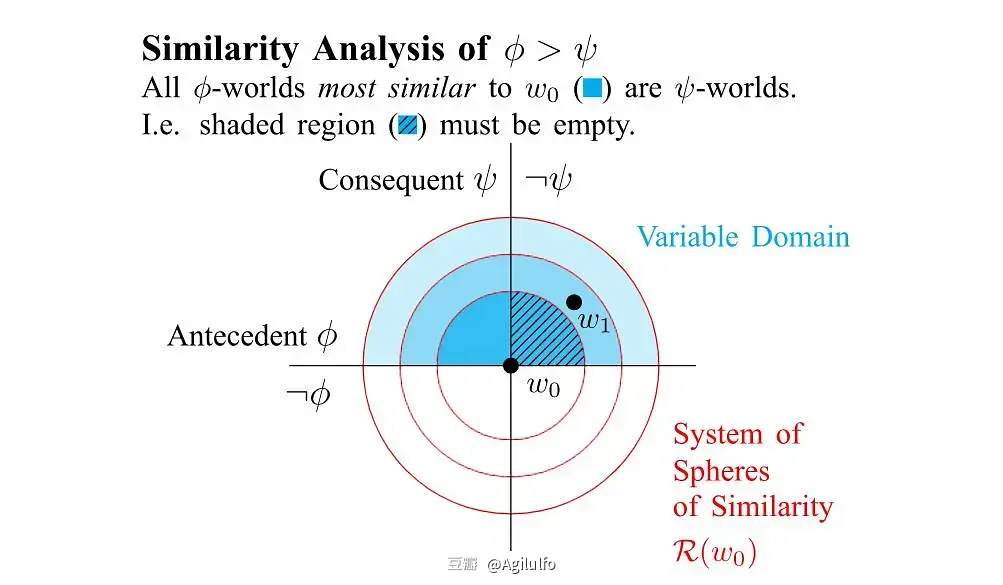 Similarity Analysis of ϕ > ψ
All ϕ-worlds most similar to w₀ (■) are ψ-worlds.
I.e. shaded region (▨) must be empty.
Consequent ψ
¬ψ
Variable Domain
w₁
Antecedent ϕ
w₀
¬ϕ
System of
Spheres
of Similarity
ℛ(w₀)
豆瓣 @Agilulfo